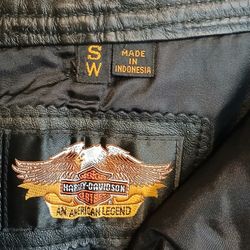 S
W
MADE
IN
INDONESIA
HARLEY-DAVIDSON
AN AMERICAN LEGEND